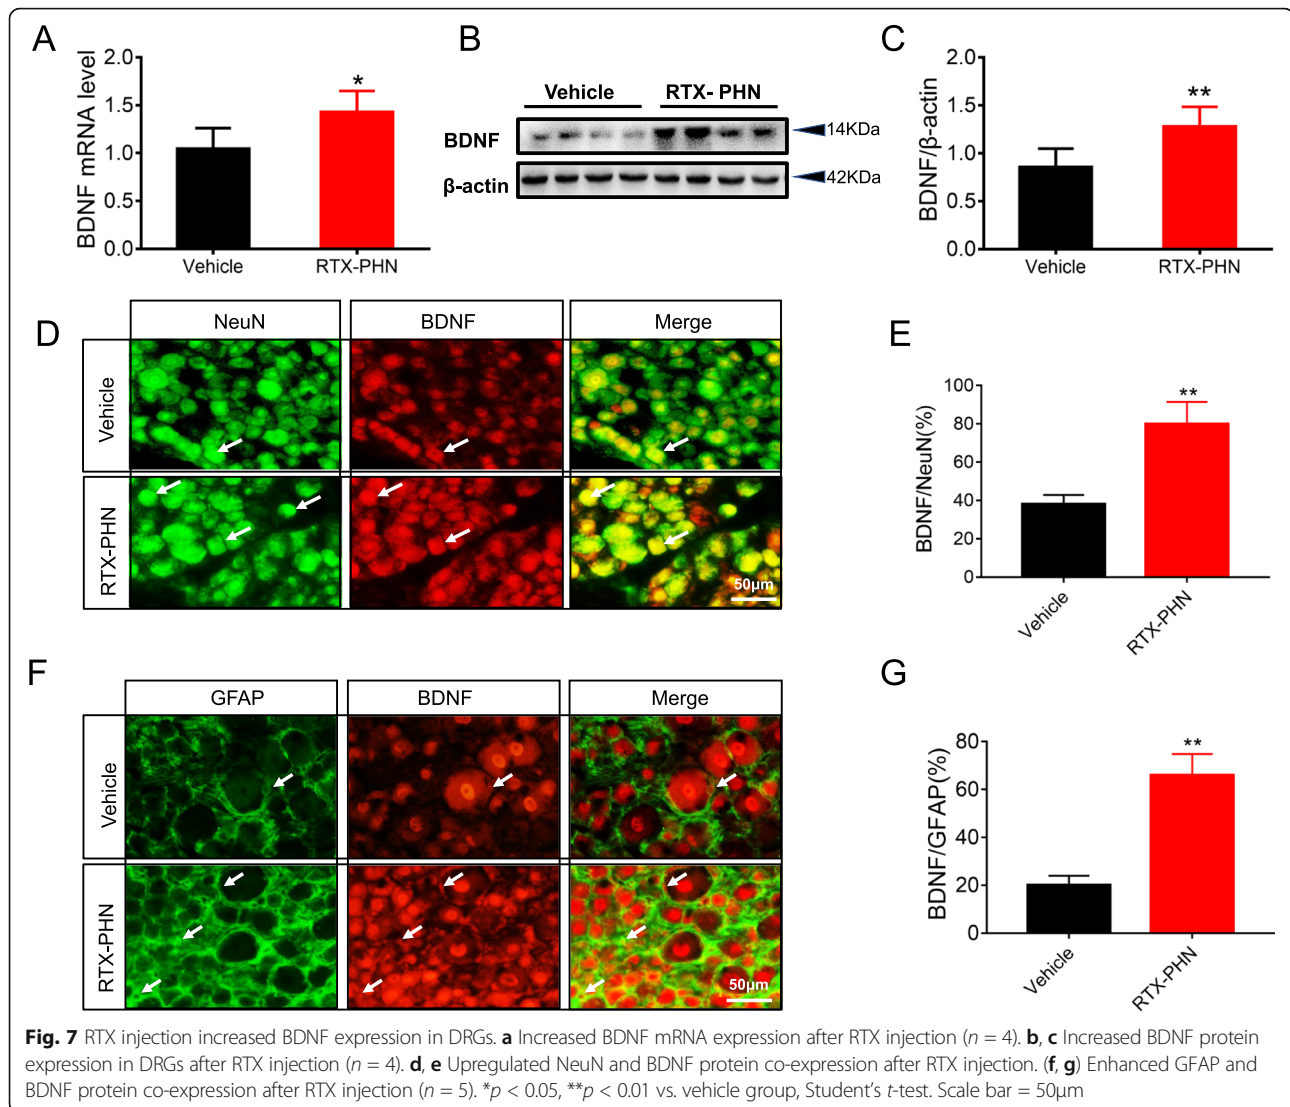 A
BDNF mRNA level
2.0
1.5
1.0
0.5
0.0
*
Vehicle
RTX-PHN
B
Vehicle
RTX- PHN
BDNF
14KDa
β-actin
42KDa
C
BDNF/β-actin
2.0
1.5
1.0
0.5
0.0
**
Vehicle
RTX-PHN
D
NeuN
BDNF
Merge
Vehicle
RTX-PHN
50μm
E
BDNF/NeuN(%)
100
80
60
40
20
0
**
Vehicle
RTX-PHN
F
GFAP
BDNF
Merge
Vehicle
RTX-PHN
50μm
G
BDNF/GFAP(%)
80
60
40
20
0
**
Vehicle
RTX-PHN
Fig. 7 RTX injection increased BDNF expression in DRGs. a Increased BDNF mRNA expression after RTX injection (n = 4). b, c Increased BDNF protein
expression in DRGs after RTX injection (n = 4). d, e Upregulated NeuN and BDNF protein co-expression after RTX injection. (f, g) Enhanced GFAP and
BDNF protein co-expression after RTX injection (n = 5). *p < 0.05, **p < 0.01 vs. vehicle group, Student's t-test. Scale bar = 50μm